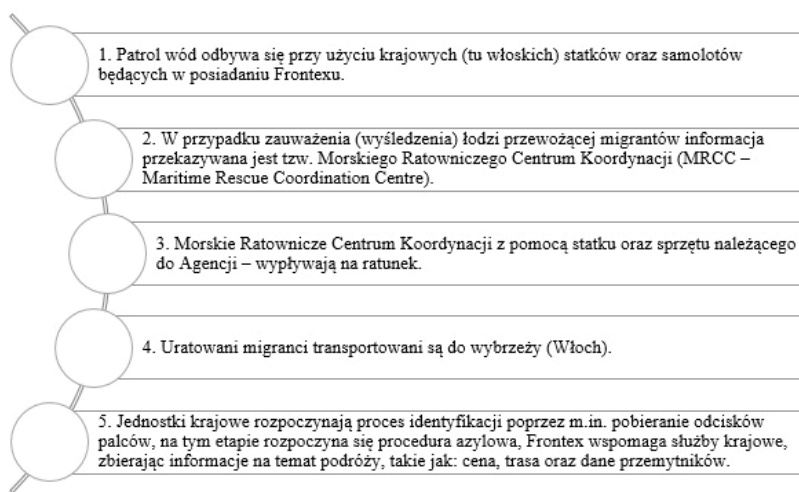 1. Patrol wód odbywa się przy użyciu krajowych (tu włoskich) statków oraz samolotów
będących w posiadaniu Frontexu.
2. W przypadku zauważenia (wyśledzenia) łodzi przewożącej migrantów informacja
przekazywana jest tzw. Morskiego Ratowniczego Centrum Koordynacji (MRCC –
Maritime Rescue Coordination Centre).
3. Morskie Ratownicze Centrum Koordynacji z pomocą statku oraz sprzętu należącego
do Agencji – wypływają na ratunek.
4. Uratowani migranci transportowani są do wybrzeży (Włoch).
5. Jednostki krajowe rozpoczynają proces identyfikacji poprzez m.in. pobieranie odcisków
palców, na tym etapie rozpoczyna się procedura azylowa, Frontex wspomaga służby krajowe,
zbierając informacje na temat podróży, takie jak: cena, trasa oraz dane przemytników.